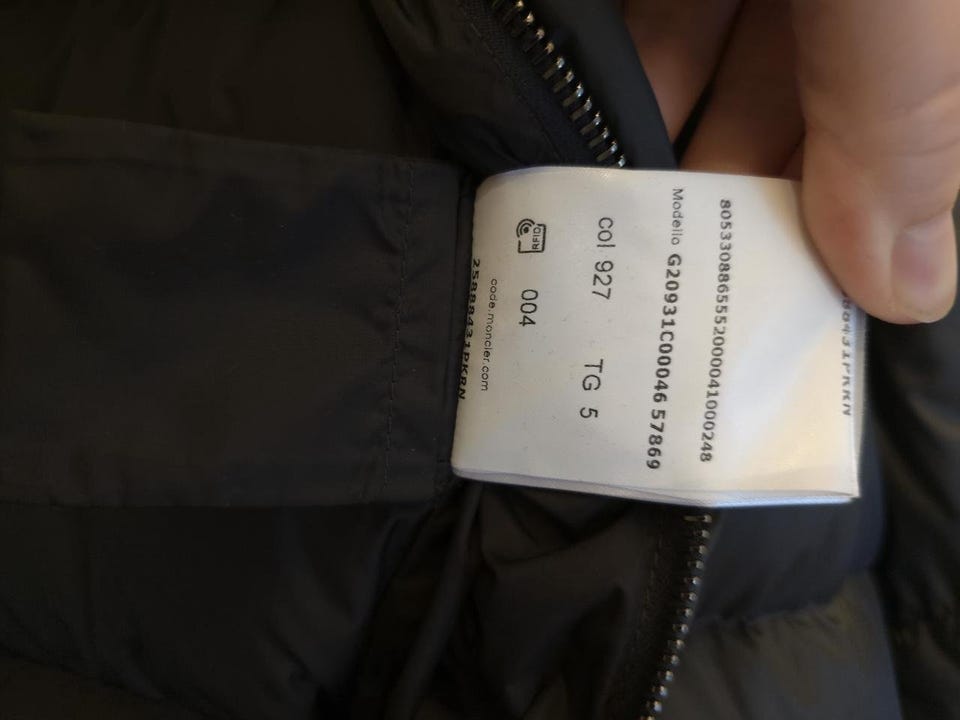 8053308865552000041000248
Modello G20931C00046 57869
col 927 TG 5
RFID 004
code.moncler.com